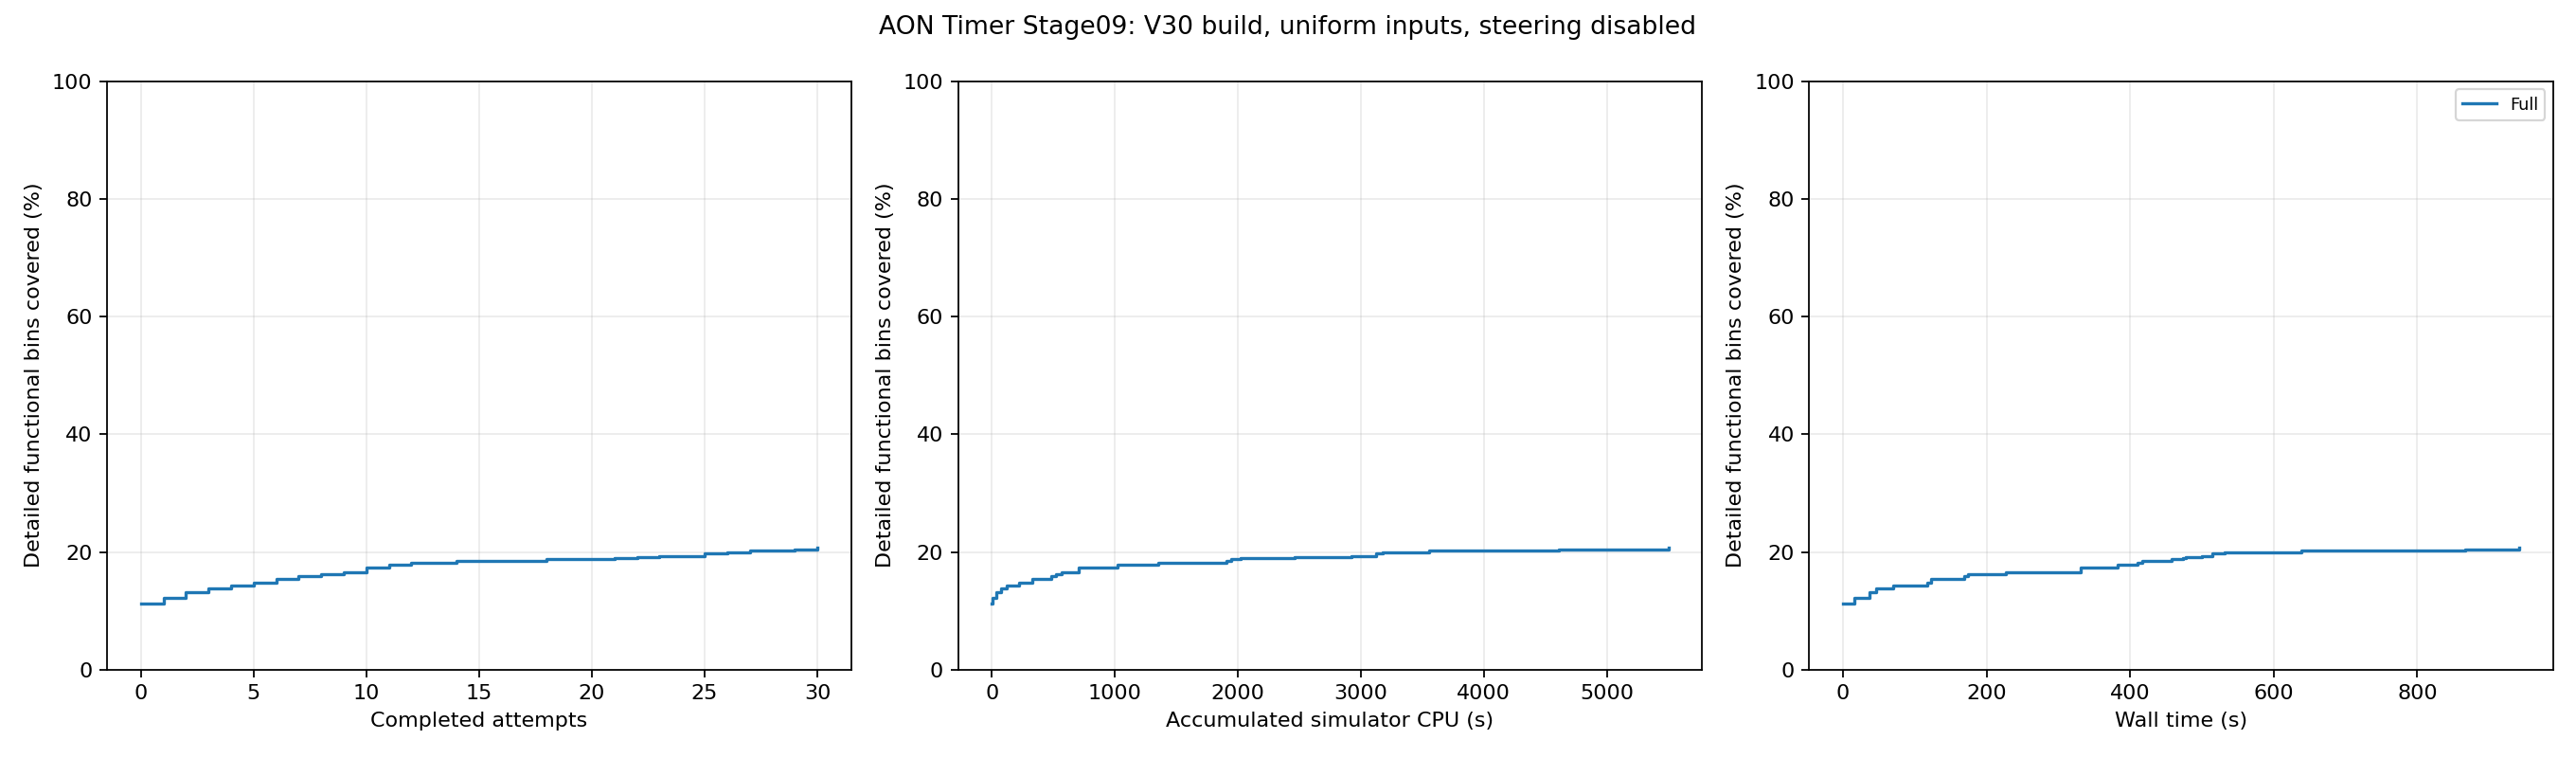 AON Timer Stage09: V30 build, uniform inputs, steering disabled
Detailed functional bins covered (%)
100
80
60
40
20
0
0 5 10 15 20 25 30
Completed attempts
Detailed functional bins covered (%)
100
80
60
40
20
0
0 1000 2000 3000 4000 5000
Accumulated simulator CPU (s)
Detailed functional bins covered (%)
100
80
60
40
20
0
0 200 400 600 800
Wall time (s)
Full